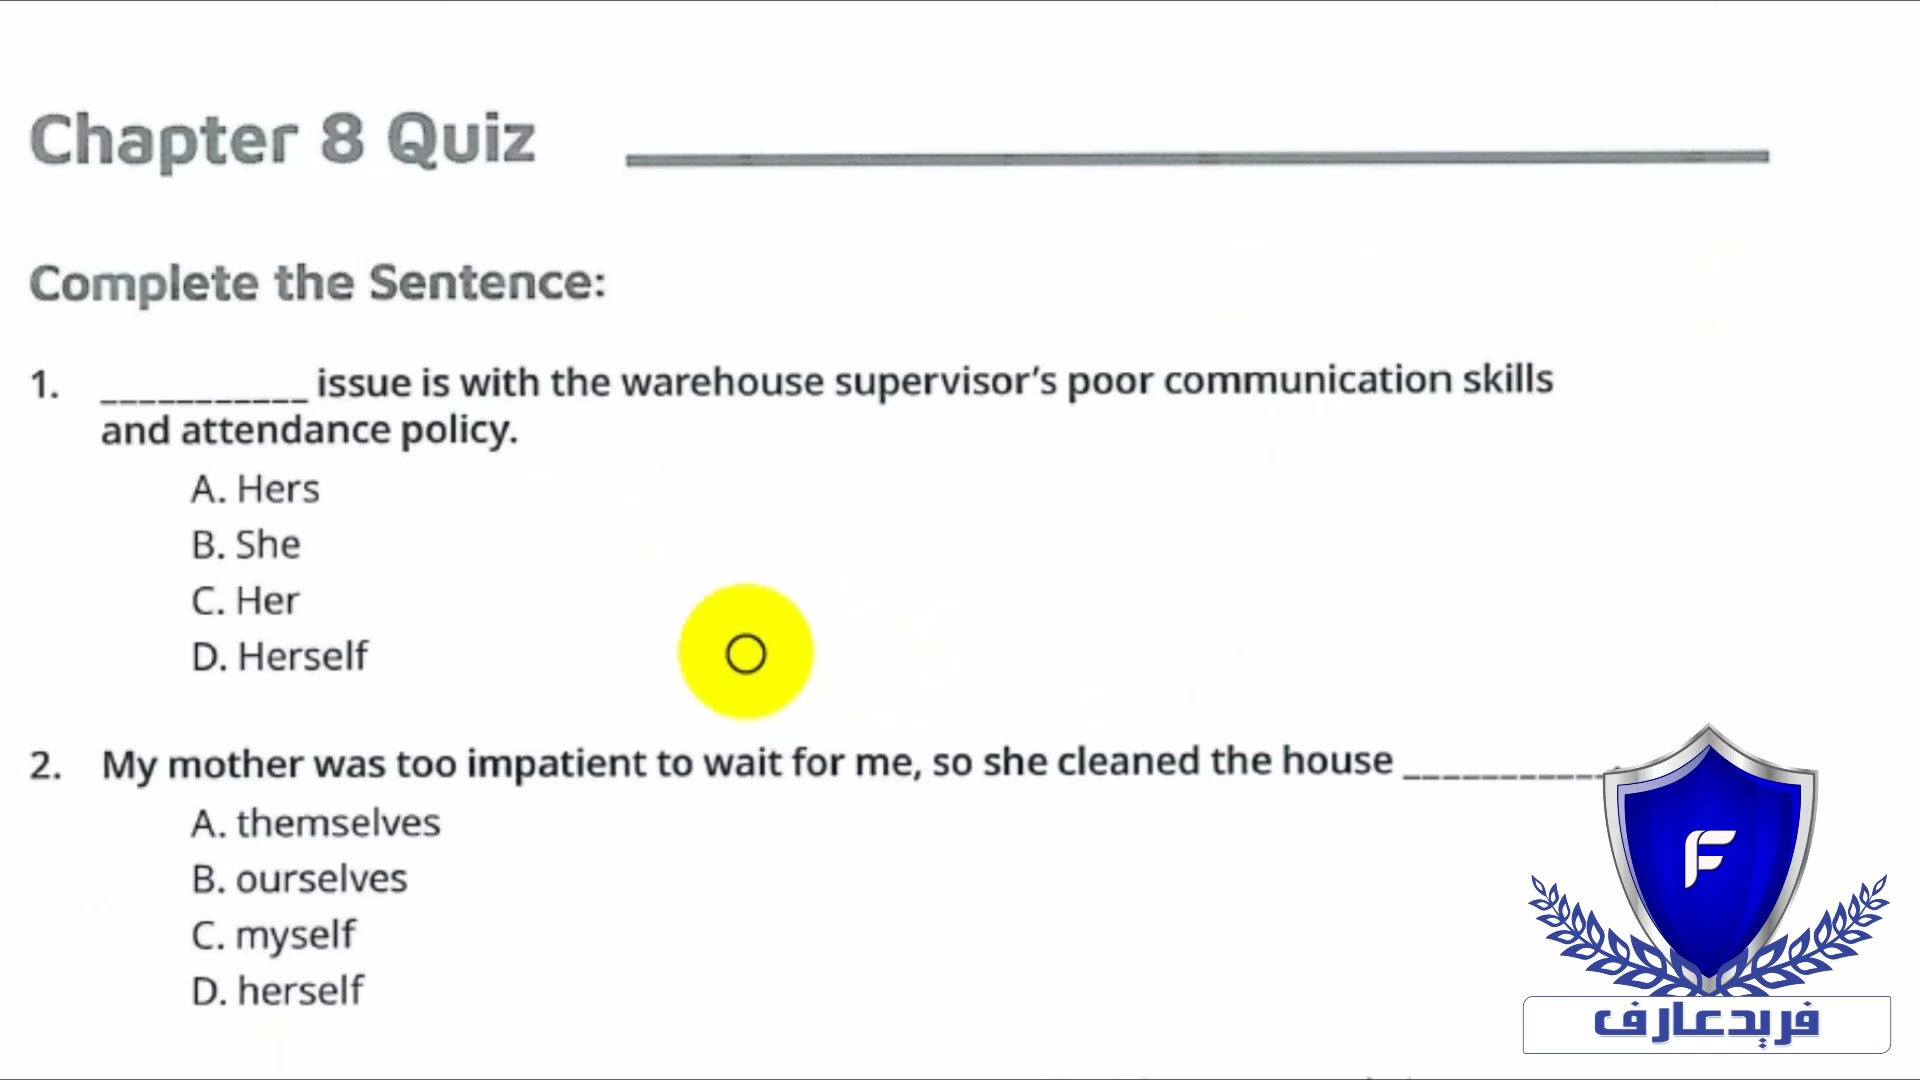 Chapter 8 Quiz
Complete the Sentence:
1. ___________ issue is with the warehouse supervisor’s poor communication skills
and attendance policy.
A. Hers
B. She
C. Her
D. Herself
2. My mother was too impatient to wait for me, so she cleaned the house ___________.
A. themselves
B. ourselves
C. myself
D. herself
F
فریدعارف